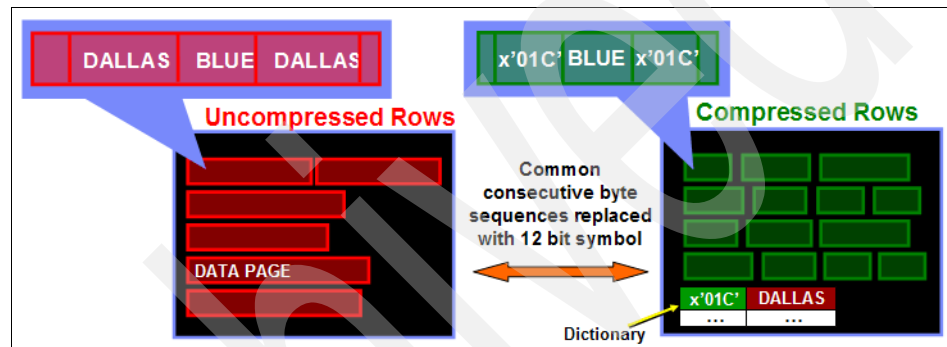 DALLAS BLUE DALLAS
x'01C' BLUE x'01C'
Uncompressed Rows
Compressed Rows
Common
consecutive byte
sequences replaced
with 12 bit symbol
DATA PAGE
x'01C' DALLAS
... ...
Dictionary